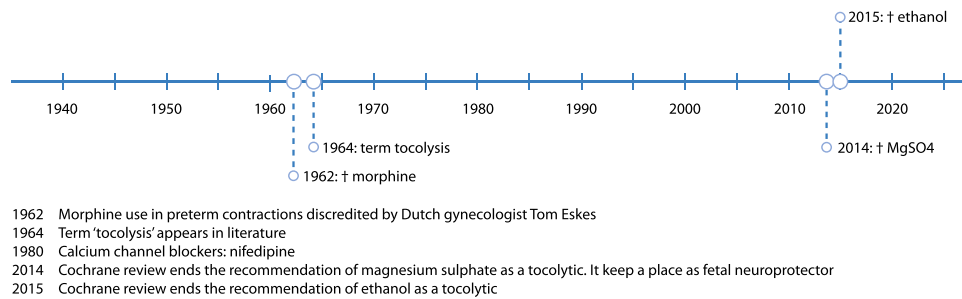 2015: † ethanol
1940 1950 1960 1970 1980 1990 2000 2010 2020
1964: term tocolysis
2014: † MgSO4
1962: † morphine
1962 Morphine use in preterm contractions discredited by Dutch gynecologist Tom Eskes
1964 Term ‘tocolysis’ appears in literature
1980 Calcium channel blockers: nifedipine
2014 Cochrane review ends the recommendation of magnesium sulphate as a tocolytic. It keep a place as fetal neuroprotector
2015 Cochrane review ends the recommendation of ethanol as a tocolytic